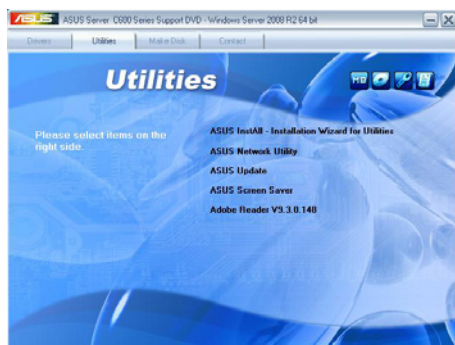 ASUS ASUS Server C600 Series Support DVD - Windows Server 2008 R2 64 bit
Drivers Utilities Make Disk Contact
Utilities
Please select items on the
right side.
ASUS InstAll - Installation Wizard for Utilities
ASUS Network Utility
ASUS Update
ASUS Screen Saver
Adobe Reader V9.3.0.148